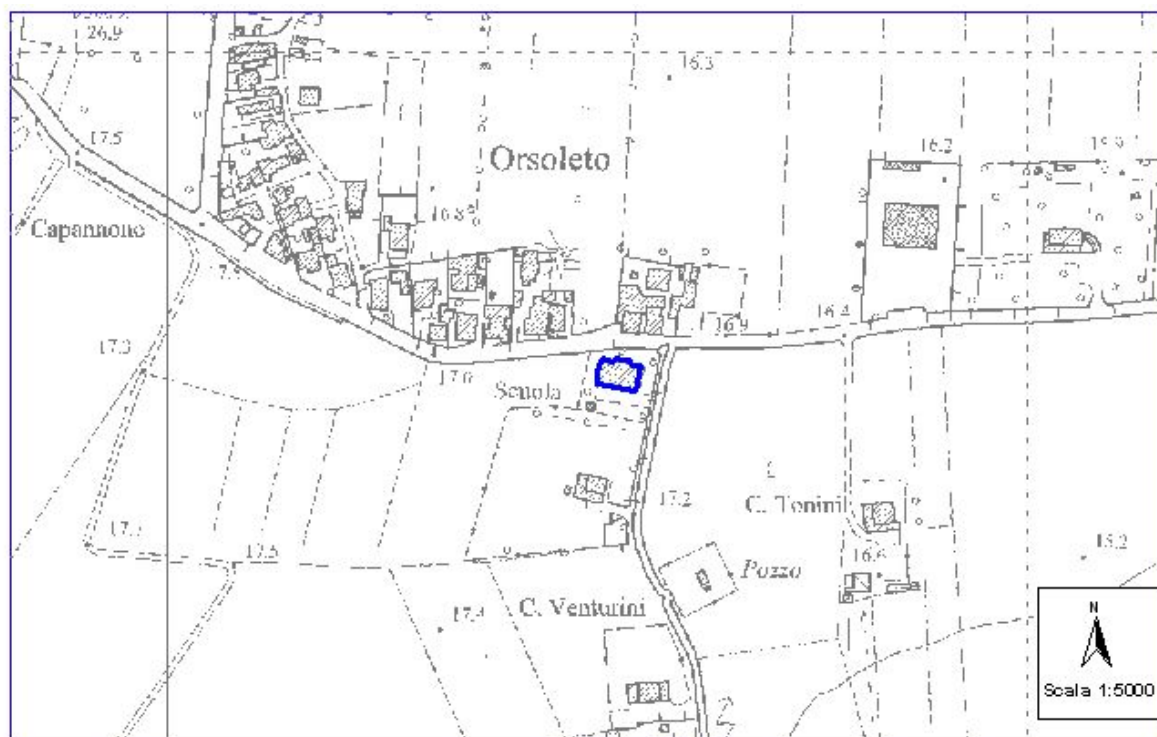 26.9
16.3
17.5
16.2
Orsoleto
16.8
Capannone
16.9
16.4
17.3
17.0
Scuola
17.2
C. Tonini
17.5
16.6
15.2
Pozzo
C. Venturini
N
Scala 1:5000